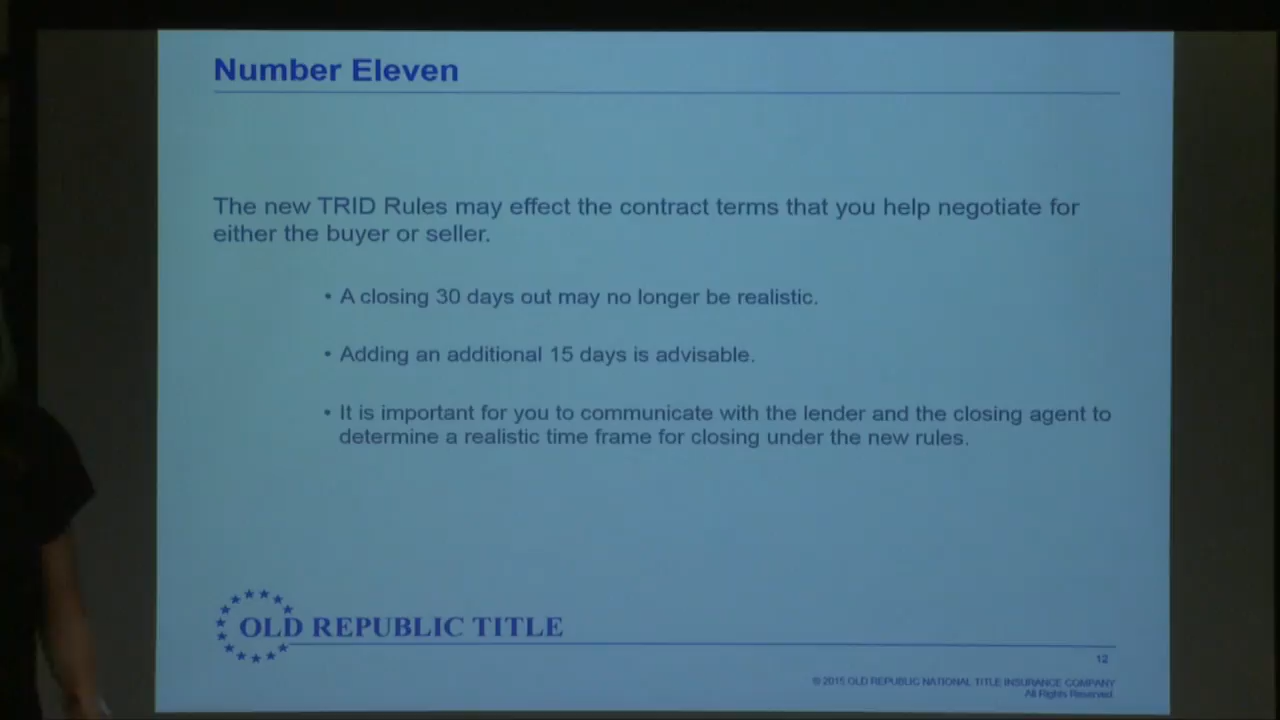 Number Eleven
The new TRID Rules may effect the contract terms that you help negotiate for
either the buyer or seller.
• A closing 30 days out may no longer be realistic.
• Adding an additional 15 days is advisable.
• It is important for you to communicate with the lender and the closing agent to
determine a realistic time frame for closing under the new rules.
OLD REPUBLIC TITLE
12
© 2015 OLD REPUBLIC NATIONAL TITLE INSURANCE COMPANY
All Rights Reserved